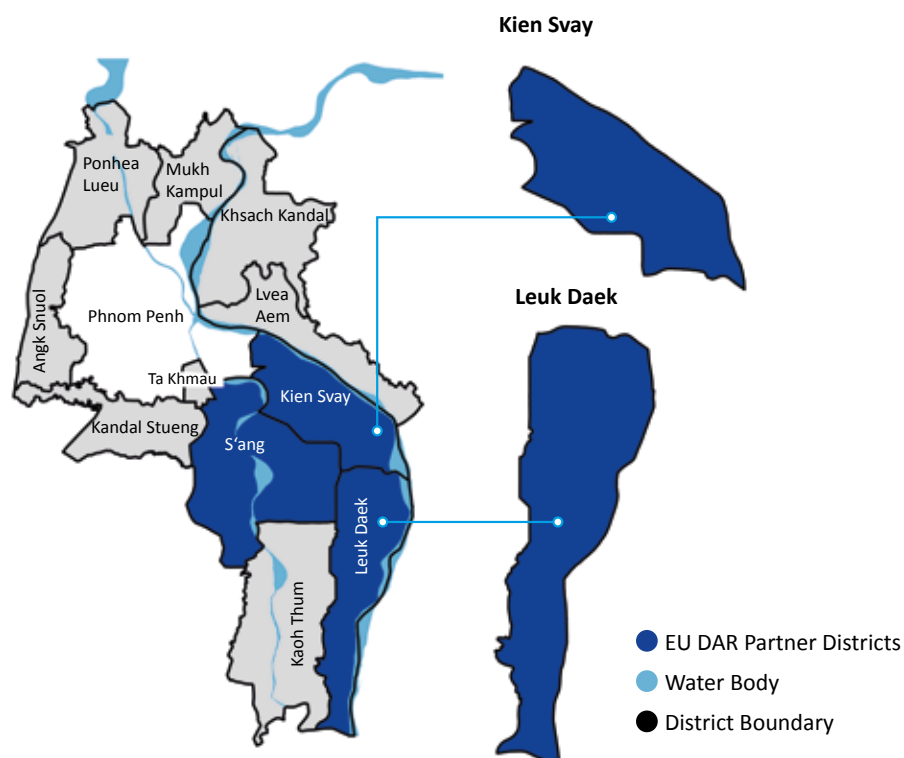 Kien Svay
Ponhea
Lueu
Mukh
Kampul
Khsach Kandal
Lvea
Aem
Leuk Daek
Angk Snuol
Phnom Penh
Ta Khmau
Kien Svay
Kandal Stueng
S‘ang
Leuk Daek
Kaoh Thum
EU DAR Partner Districts
Water Body
District Boundary